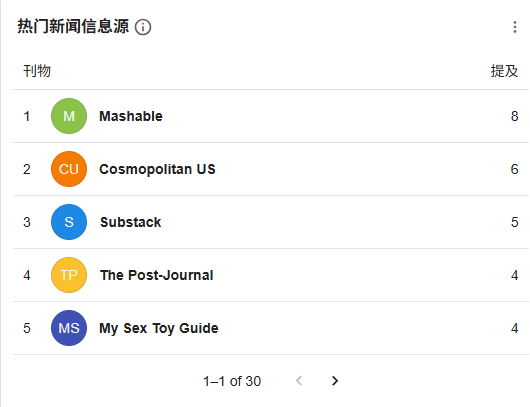 热门新闻信息源
刊物 提及
1 M Mashable 8
2 CU Cosmopolitan US 6
3 S Substack 5
4 TP The Post-Journal 4
5 MS My Sex Toy Guide 4
1–1 of 30